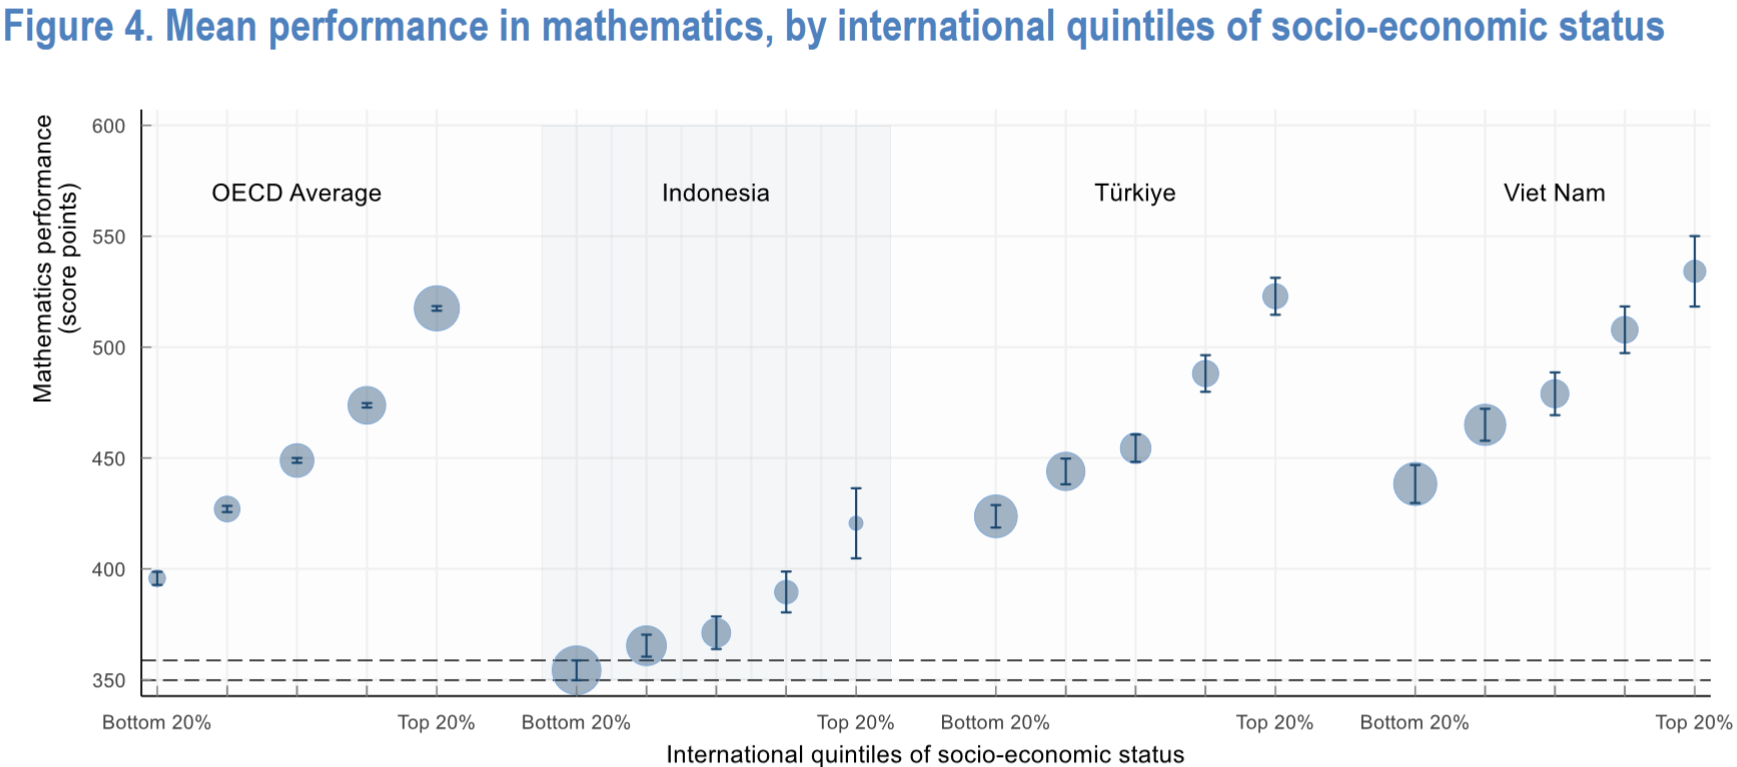 Figure 4. Mean performance in mathematics, by international quintiles of socio-economic status
Mathematics performance
(score points)
600
550
500
450
400
350
OECD Average
Indonesia
Türkiye
Viet Nam
Bottom 20%
Top 20%
Bottom 20%
Top 20%
Bottom 20%
Top 20%
Bottom 20%
Top 20%
International quintiles of socio-economic status